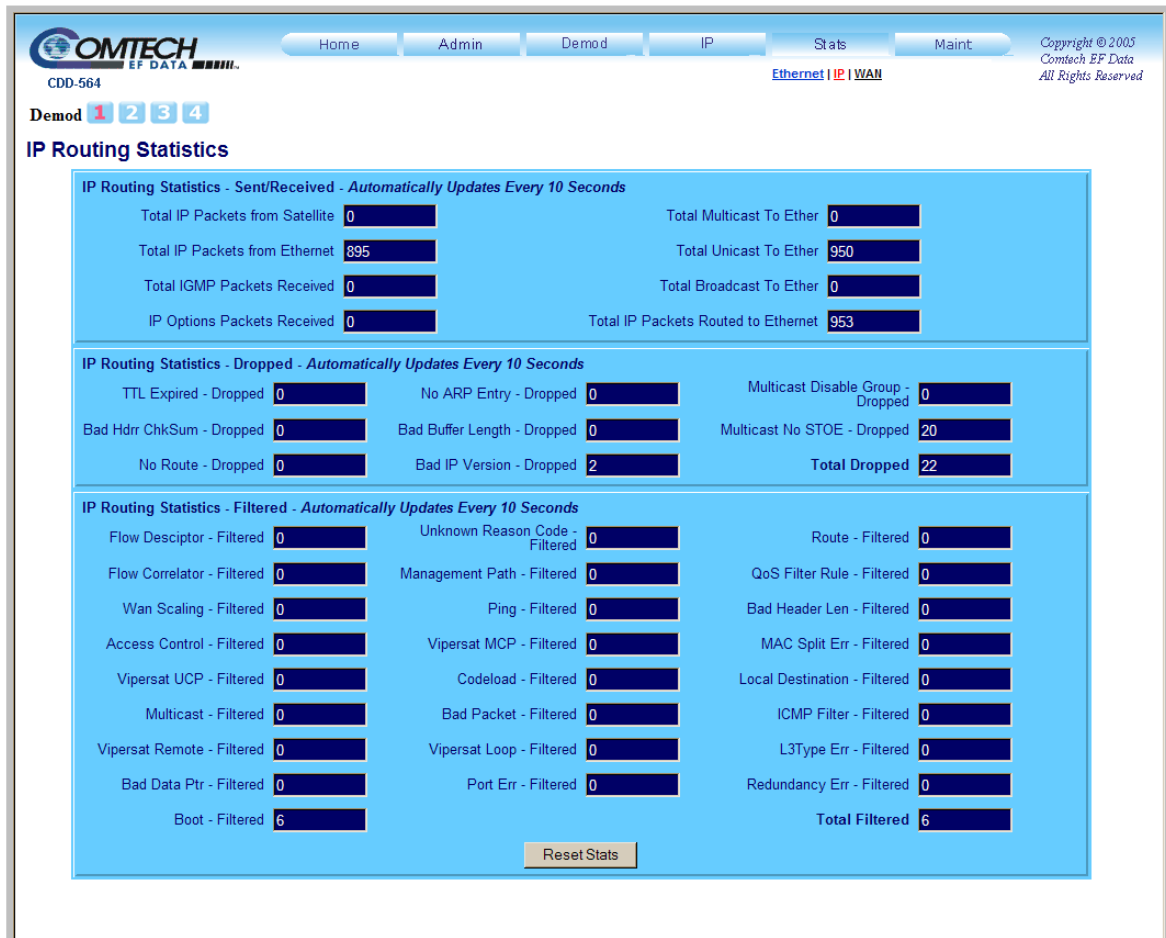 COMTECH
EF DATA
CDD-564
Home Admin Demod IP Stats Maint
Ethernet | IP | WAN
Copyright © 2005
Comtech EF Data
All Rights Reserved
Demod 1 2 3 4
IP Routing Statistics
IP Routing Statistics - Sent/Received - Automatically Updates Every 10 Seconds
Total IP Packets from Satellite 0 Total Multicast To Ether 0
Total IP Packets from Ethernet 895 Total Unicast To Ether 950
Total IGMP Packets Received 0 Total Broadcast To Ether 0
IP Options Packets Received 0 Total IP Packets Routed to Ethernet 953
IP Routing Statistics - Dropped - Automatically Updates Every 10 Seconds
TTL Expired - Dropped 0 No ARP Entry - Dropped 0 Multicast Disable Group - Dropped 0
Bad Hdrr ChkSum - Dropped 0 Bad Buffer Length - Dropped 0 Multicast No STOE - Dropped 20
No Route - Dropped 0 Bad IP Version - Dropped 2 Total Dropped 22
IP Routing Statistics - Filtered - Automatically Updates Every 10 Seconds
Flow Desciptor - Filtered 0 Unknown Reason Code - Filtered 0 Route - Filtered 0
Flow Correlator - Filtered 0 Management Path - Filtered 0 QoS Filter Rule - Filtered 0
Wan Scaling - Filtered 0 Ping - Filtered 0 Bad Header Len - Filtered 0
Access Control - Filtered 0 Vipersat MCP - Filtered 0 MAC Split Err - Filtered 0
Vipersat UCP - Filtered 0 Codeload - Filtered 0 Local Destination - Filtered 0
Multicast - Filtered 0 Bad Packet - Filtered 0 ICMP Filter - Filtered 0
Vipersat Remote - Filtered 0 Vipersat Loop - Filtered 0 L3Type Err - Filtered 0
Bad Data Ptr - Filtered 0 Port Err - Filtered 0 Redundancy Err - Filtered 0
Boot - Filtered 6 Total Filtered 6
Reset Stats